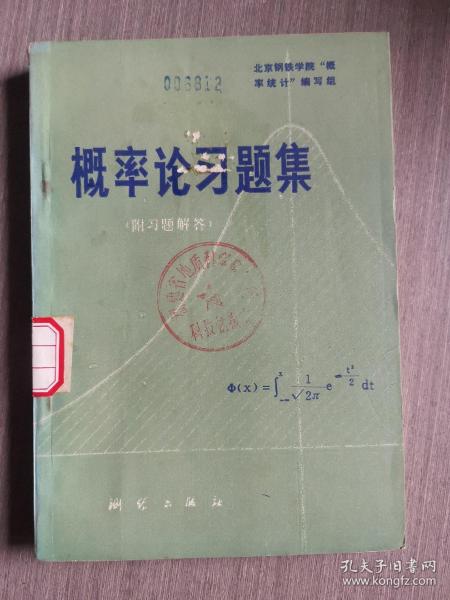 006812
北京钢铁学院“概
率统计”编写组
概率论习题集
（附习题解答）
Φ(x)=∫_{-∞}^{x} 1/√2π e^{-t²/2} dt
测绘出版社
孔夫子旧书网
www.kongfz.com